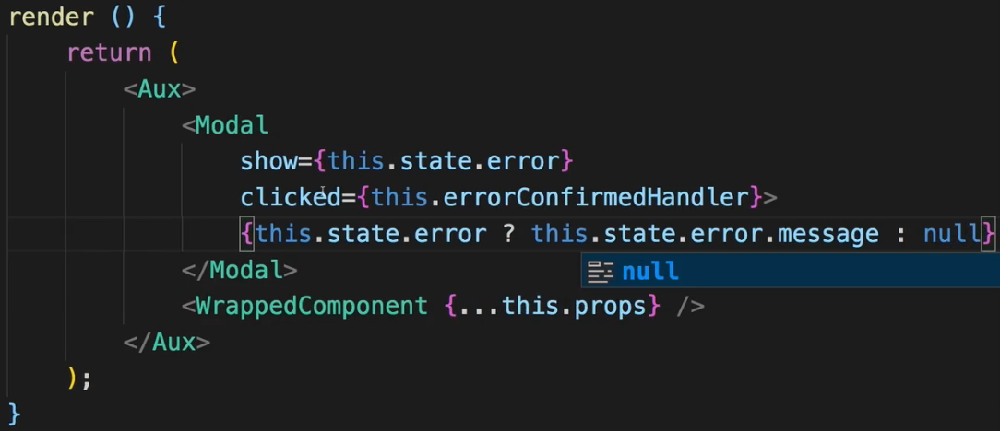 render () {
return (
<Aux>
<Modal
show={this.state.error}
clicked={this.errorConfirmedHandler}>
{this.state.error ? this.state.error.message : null}
null
</Modal>
<WrappedComponent {...this.props} />
</Aux>
);
}